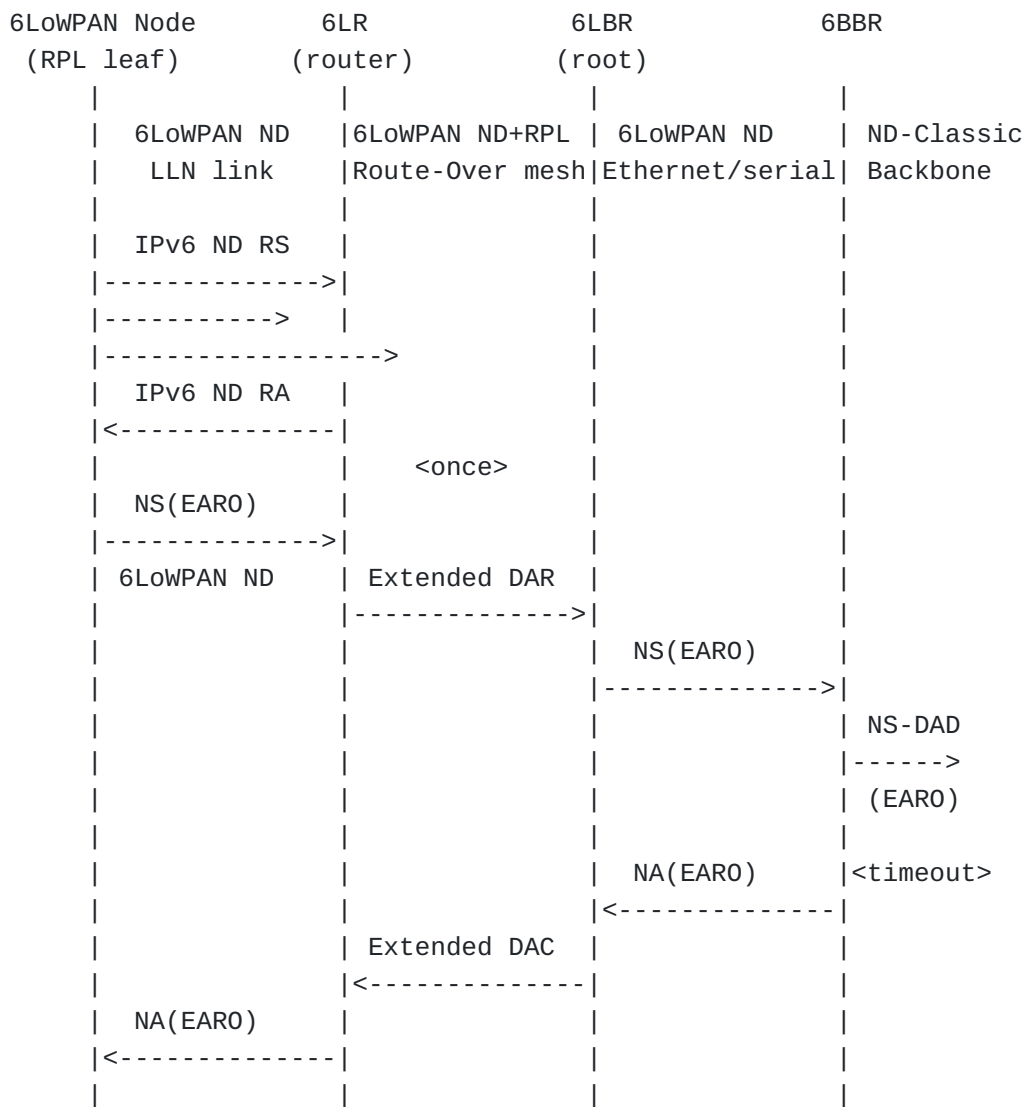 6LoWPAN Node        6LR             6LBR            6BBR
 (RPL leaf)       (router)         (root)
     |               |               |               |
     |  6LoWPAN ND   |6LoWPAN ND+RPL | 6LoWPAN ND    | ND-Classic
     |   LLN link    |Route-Over mesh|Ethernet/serial| Backbone
     |               |               |               |
     |  IPv6 ND RS   |               |               |
     |-------------->|               |               |
     |----------->   |               |               |
     |------------------>            |               |
     |  IPv6 ND RA   |               |               |
     |<--------------|               |               |
     |               |    <once>     |               |
     |  NS(EARO)     |               |               |
     |-------------->|               |               |
     | 6LoWPAN ND    | Extended DAR  |               |
     |               |-------------->|               |
     |               |               |  NS(EARO)     |
     |               |               |-------------->|
     |               |               |               | NS-DAD
     |               |               |               |------>
     |               |               |               | (EARO)
     |               |               |               |
     |               |               |  NA(EARO)     |<timeout>
     |               |               |<--------------|
     |               | Extended DAC  |               |
     |               |<--------------|               |
     |  NA(EARO)     |               |               |
     |<--------------|               |               |
     |               |               |               |